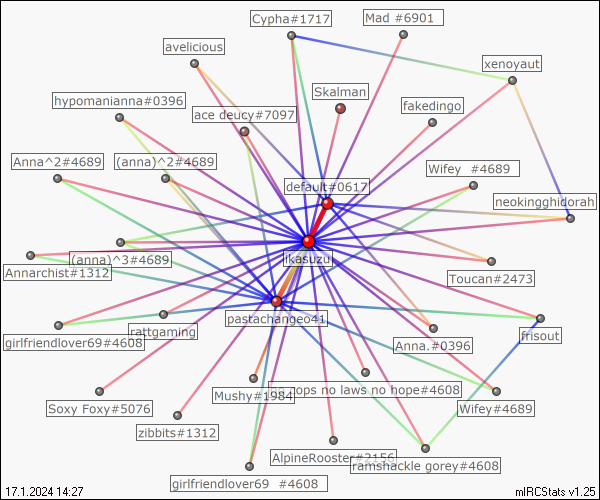 Cypha#1717
Mad #6901
avelicious
xenoyaut
Skalman
hypomanianna#0396
ace deucy#7097
fakedingo
Anna^2#4689
(anna)^2#4689
Wifey  #4689
default#0617
neokingghidorah
(anna)^3#4689
ikasuzu
Annarchist#1312
Toucan#2473
pastachangeo41
rattgaming
frisout
girlfriendlover69#4608
Anna.#0396
Mushy#1984
no laws no hope#4608
Wifey#4689
Soxy Foxy#5076
zibbits#1312
AlpineRooster#2156
ramshackle gorey#4608
girlfriendlover69  #4608
17.1.2024 14:27
mIRCStats v1.25